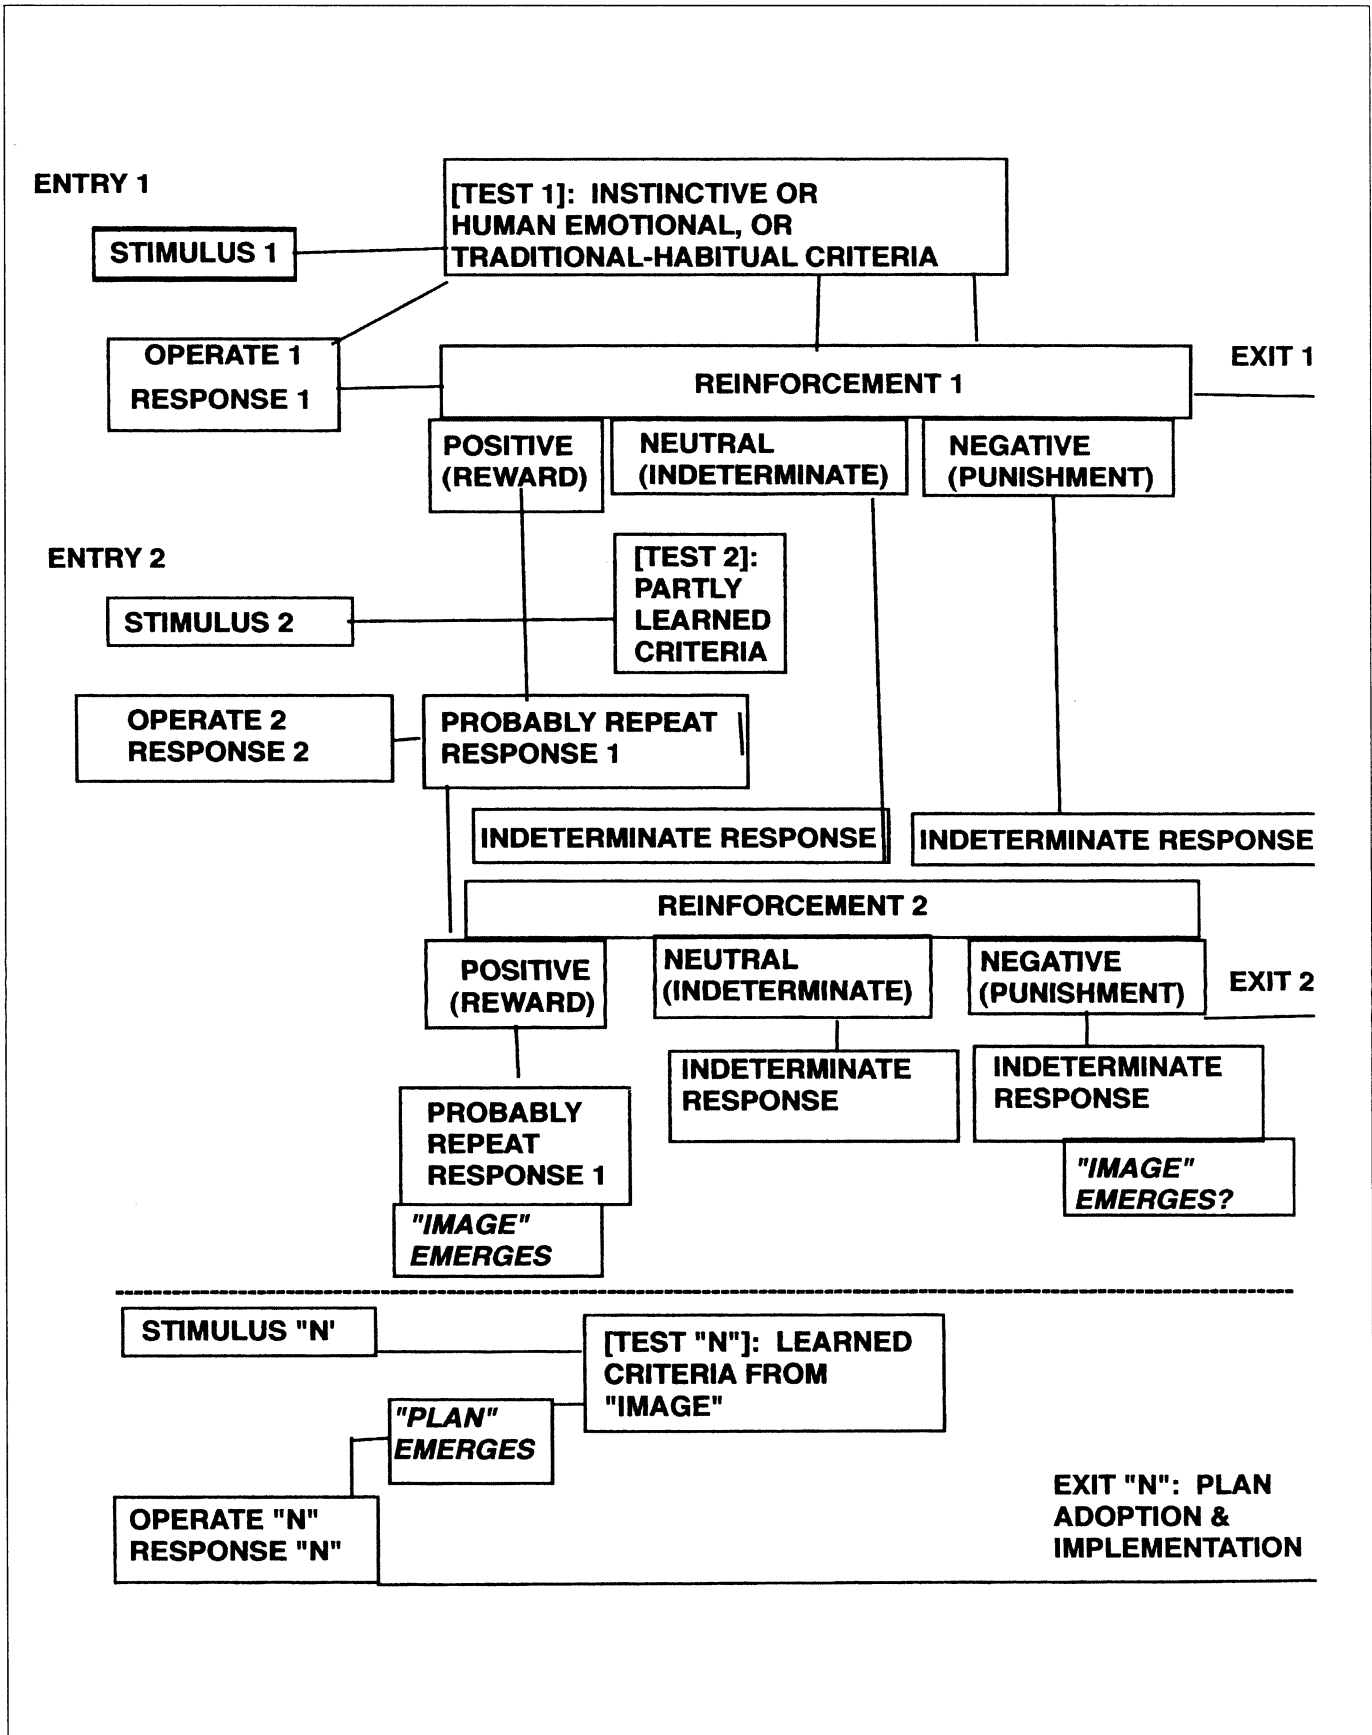 ENTRY 1
[TEST 1]: INSTINCTIVE OR
HUMAN EMOTIONAL, OR
TRADITIONAL-HABITUAL CRITERIA
STIMULUS 1
OPERATE 1
RESPONSE 1
REINFORCEMENT 1
EXIT 1
POSITIVE
(REWARD)
NEUTRAL
(INDETERMINATE)
NEGATIVE
(PUNISHMENT)
ENTRY 2
[TEST 2]:
PARTLY
LEARNED
CRITERIA
STIMULUS 2
OPERATE 2
RESPONSE 2
PROBABLY REPEAT
RESPONSE 1
INDETERMINATE RESPONSE
INDETERMINATE RESPONSE
REINFORCEMENT 2
POSITIVE
(REWARD)
NEUTRAL
(INDETERMINATE)
NEGATIVE
(PUNISHMENT)
EXIT 2
PROBABLY
REPEAT
RESPONSE 1
INDETERMINATE
RESPONSE
INDETERMINATE
RESPONSE
"IMAGE"
EMERGES
"IMAGE"
EMERGES?
STIMULUS "N'
[TEST "N"]: LEARNED
CRITERIA FROM
"IMAGE"
"PLAN"
EMERGES
OPERATE "N"
RESPONSE "N"
EXIT "N": PLAN
ADOPTION &
IMPLEMENTATION